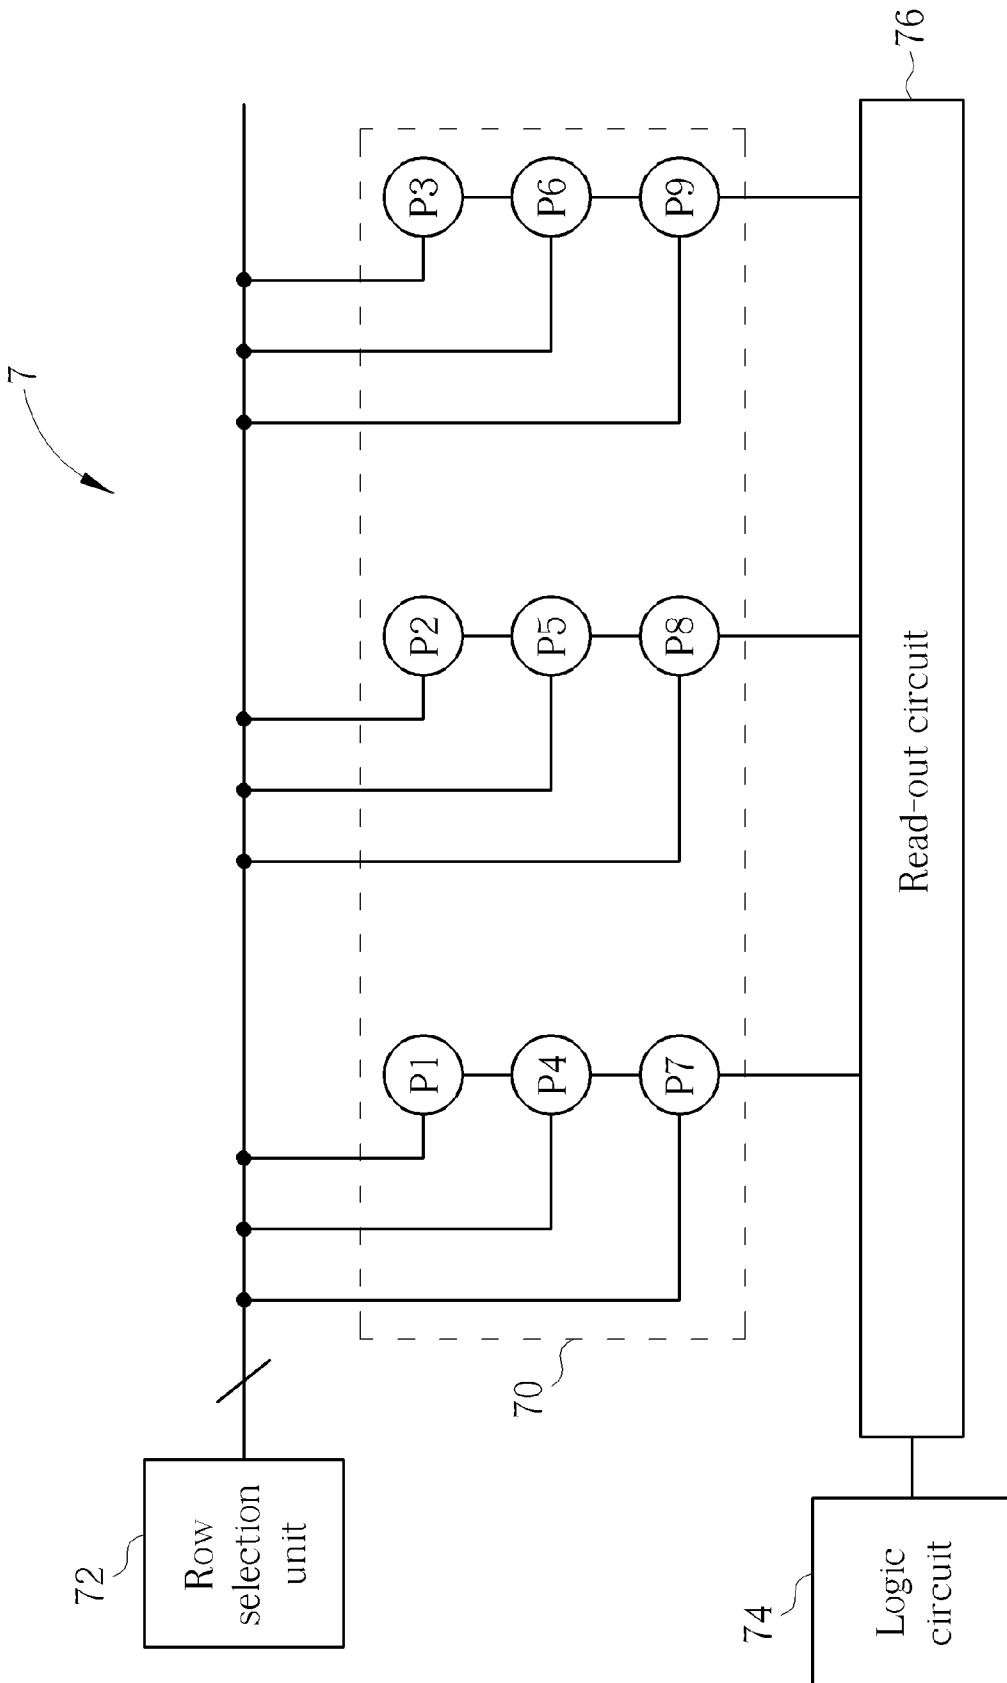 7
72
Row
selection
unit
70
P1
P2
P3
P4
P5
P6
P7
P8
P9
74
Logic
circuit
Read-out circuit
76